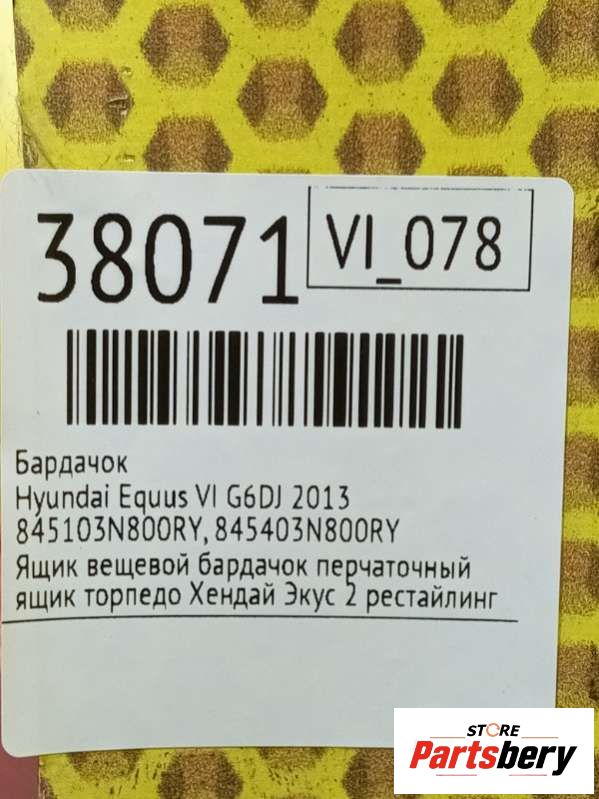 38071
VI_078
Бардачок
Hyundai Equus VI G6DJ 2013
845103N800RY, 845403N800RY
Ящик вещевой бардачок перчаточный
ящик торпедо Хендай Экус 2 рестайлинг
STORE
Partsbery